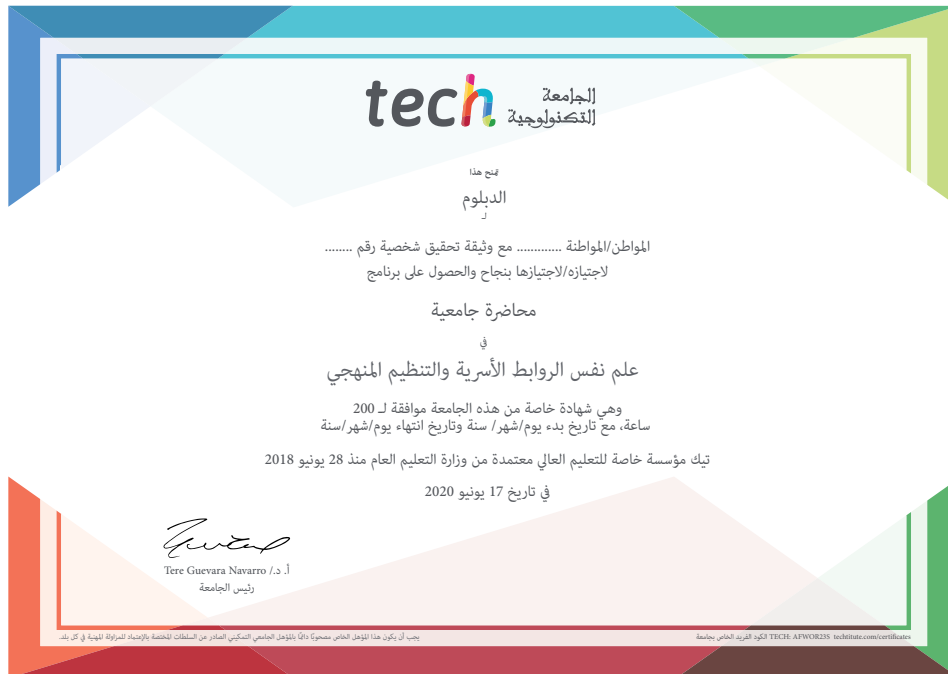 tech الجامعة
التكنولوجية
تمنح هذا
الدبلوم
لـ
المواطن/المواطنة ............. مع وثيقة تحقيق شخصية رقم ........
لاجتيازه/لاجتيازها بنجاح والحصول على برنامج
محاضرة جامعية
في
علم نفس الروابط الأسرية والتنظيم المنهجي
وهي شهادة خاصة من هذه الجامعة موافقة لـ 200
ساعة، مع تاريخ بدء يوم/شهر/ سنة وتاريخ انتهاء يوم/شهر/سنة
تيك مؤسسة خاصة للتعليم العالي معتمدة من وزارة التعليم العام منذ 28 يونيو 2018
في تاريخ 17 يونيو 2020
أ. د./ Tere Guevara Navarro
رئيس الجامعة
يجب أن يكون هذا المؤهل الخاص مصحوبًا دائمًا بالمؤهل الجامعي التمكيني الصادر عن السلطات المختصة بالإعتماد للمزاولة المهنية في كل بلد.
الكود الفريد الخاص بجامعة TECH: AFWOR23S techtitute.com/certificates